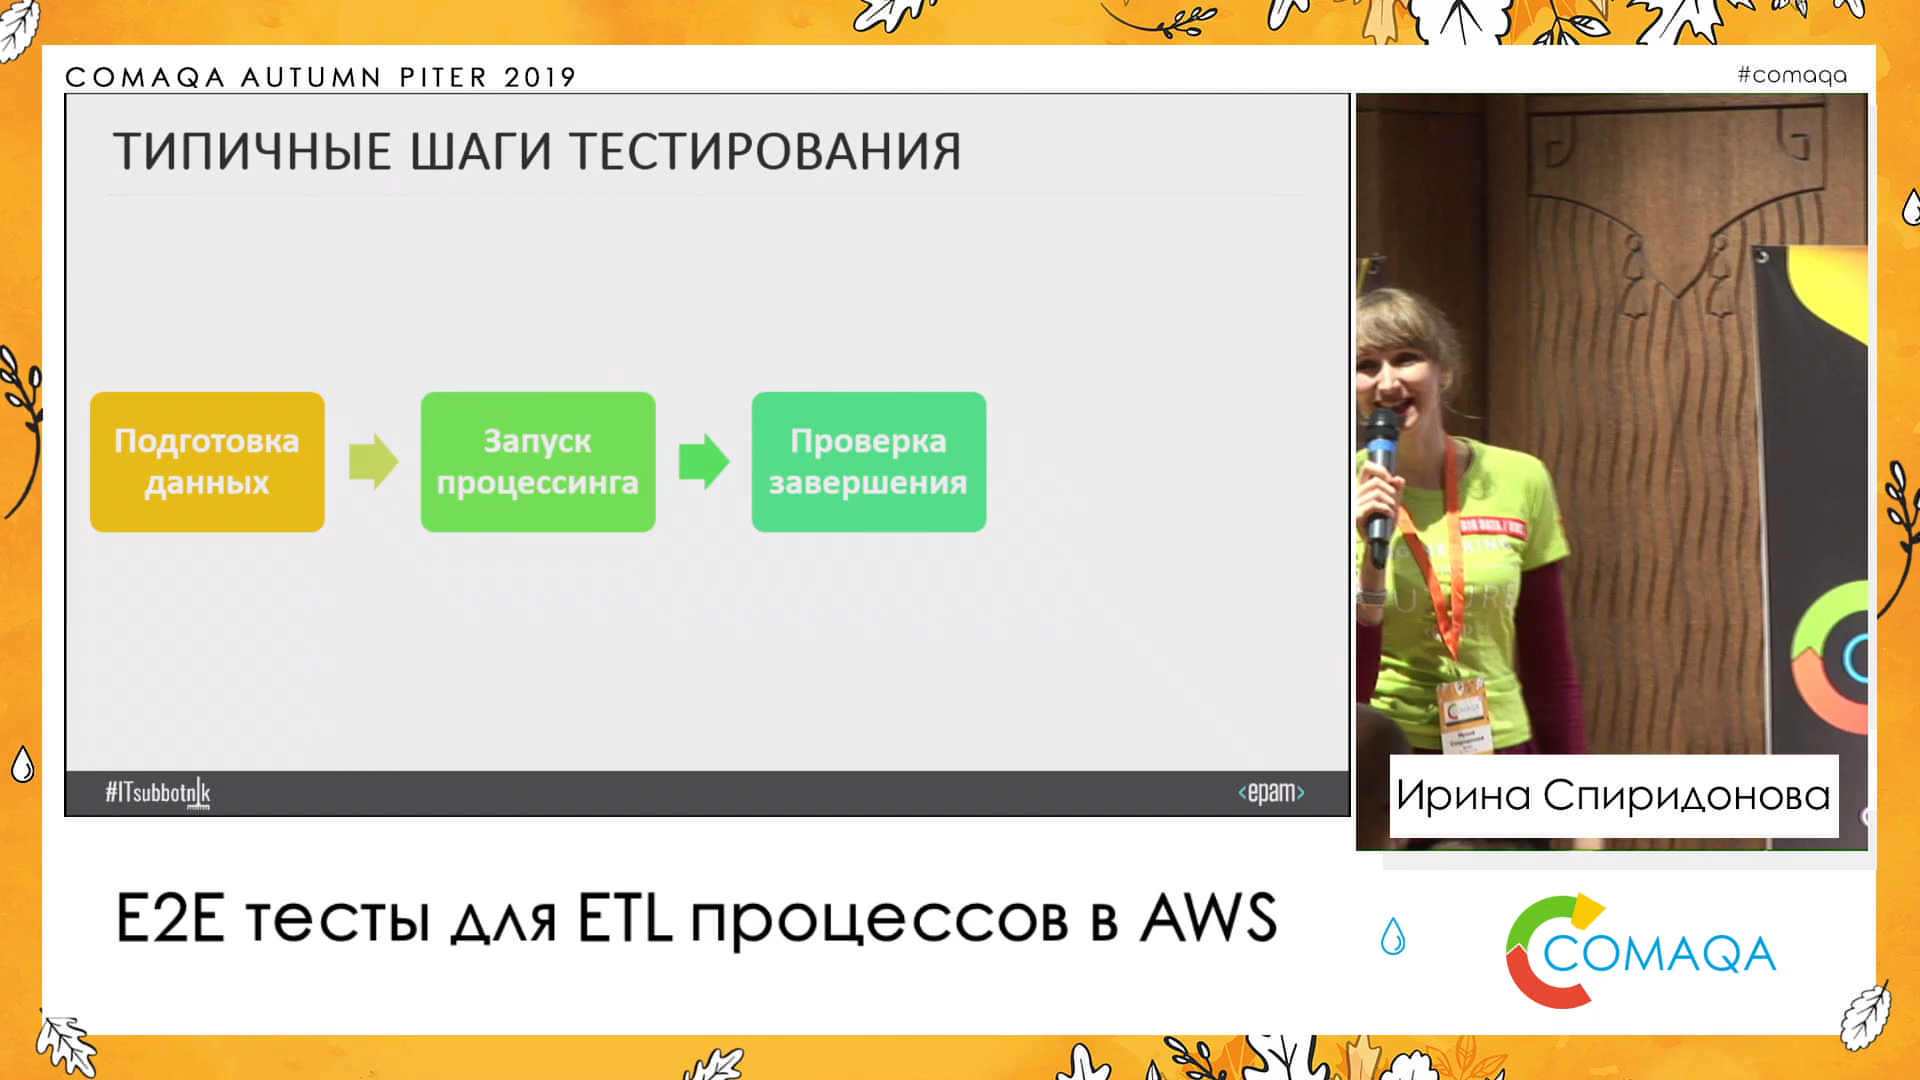 COMAQA AUTUMN PITER 2019
#comaqa
ТИПИЧНЫЕ ШАГИ ТЕСТИРОВАНИЯ
Подготовка
данных
Запуск
процессинга
Проверка
завершения
#ITsubbotnik
<epam>
Ирина Спиридонова
E2E тесты для ETL процессов в AWS
COMAQA